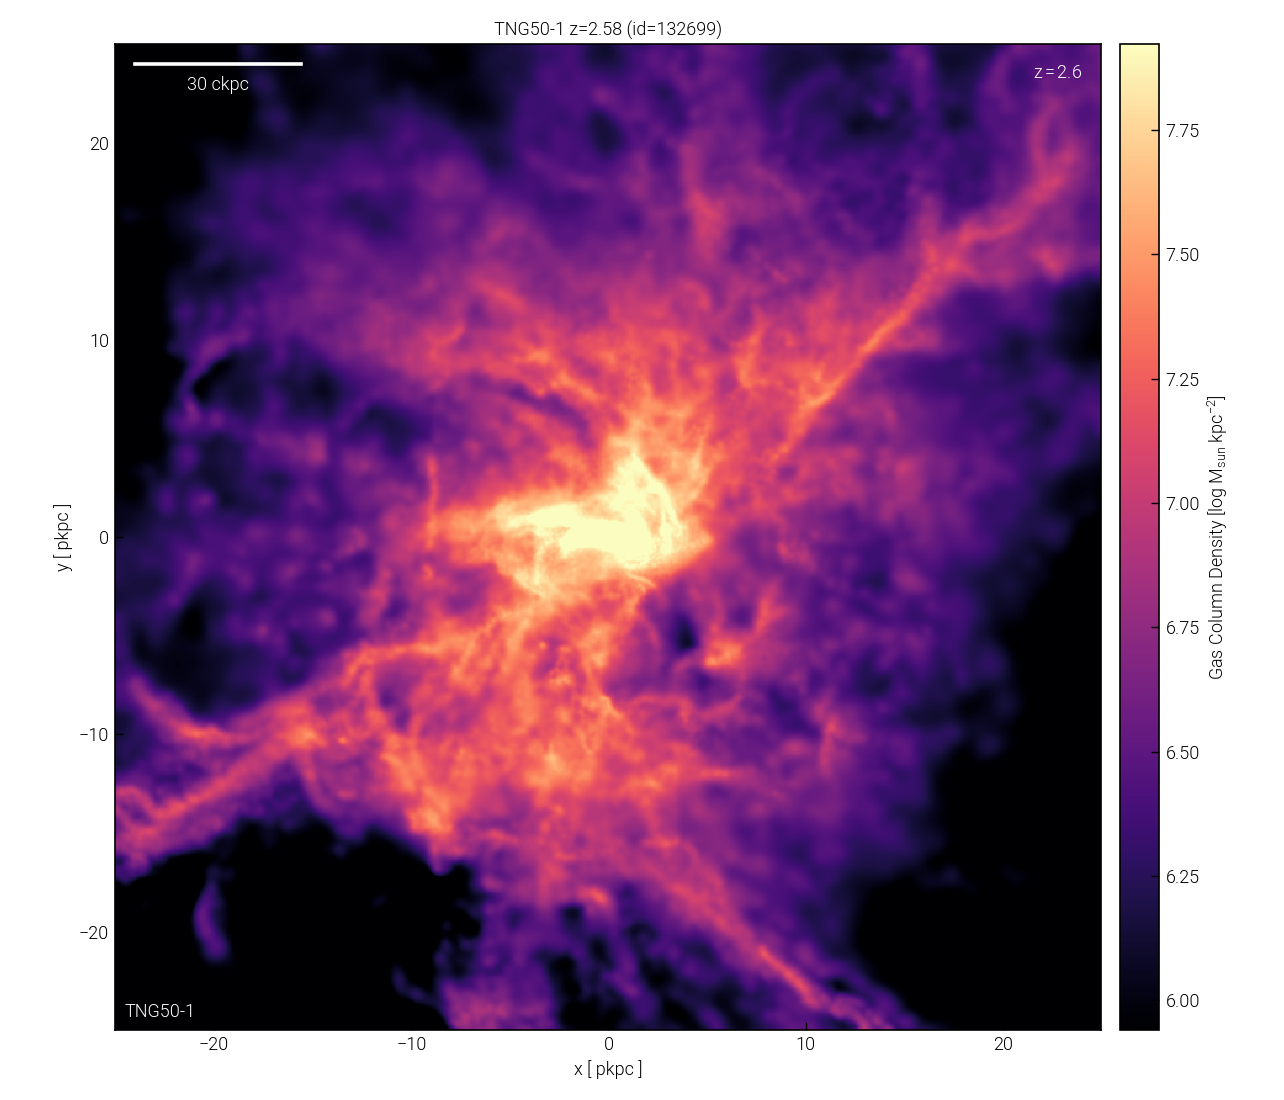 TNG50-1 z=2.58 (id=132699)
30 ckpc
z=2.6
TNG50-1
20
10
0
−10
−20
y [ pkpc ]
−20
−10
0
10
20
x [ pkpc ]
7.75
7.50
7.25
7.00
6.75
6.50
6.25
6.00
Gas Column Density [log M_sun kpc^−2]